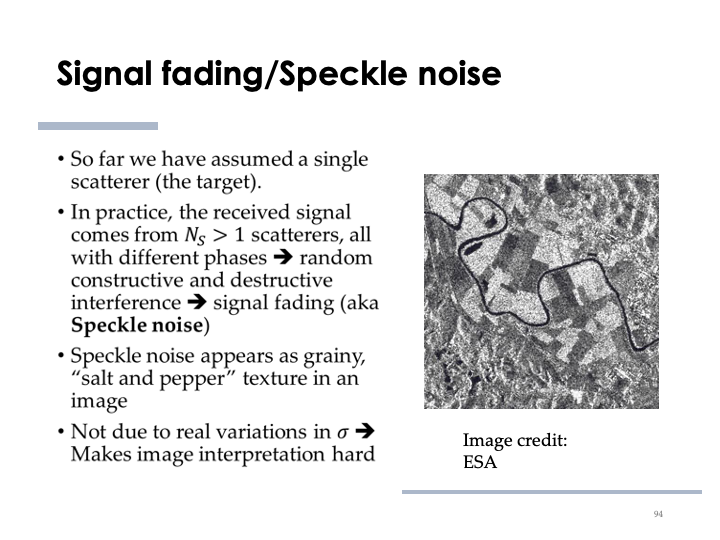 Signal fading/Speckle noise
• So far we have assumed a single
scatterer (the target).
• In practice, the received signal
comes from N_S > 1 scatterers, all
with different phases ➔ random
constructive and destructive
interference ➔ signal fading (aka
Speckle noise)
• Speckle noise appears as grainy,
“salt and pepper” texture in an
image
• Not due to real variations in σ ➔
Makes image interpretation hard
Image credit:
ESA
94